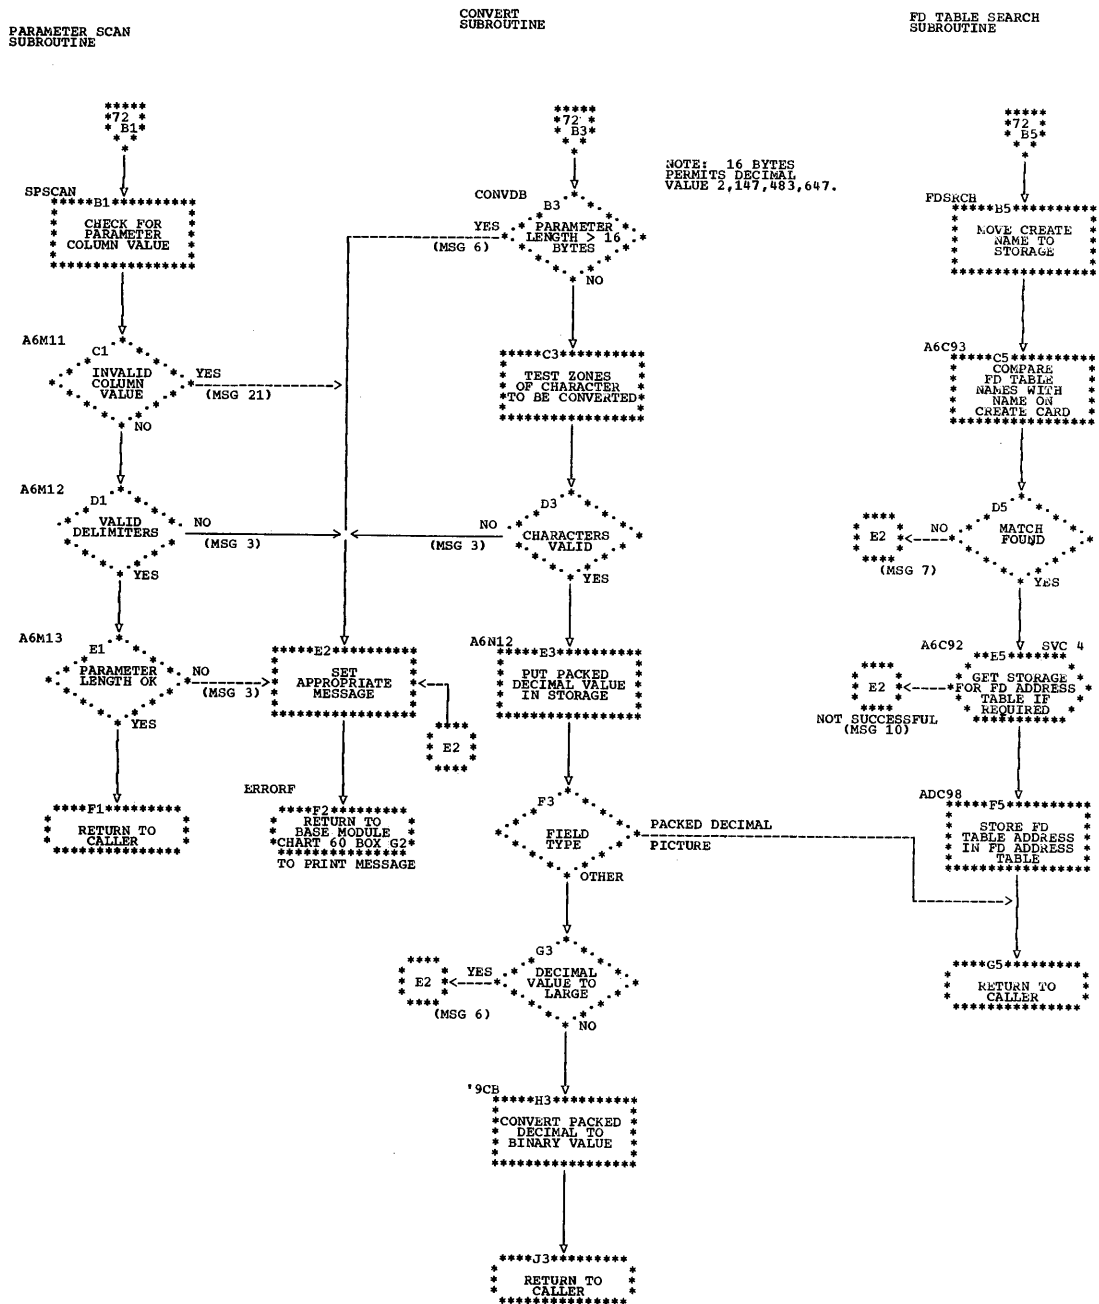 PARAMETER SCAN
SUBROUTINE
72
B1
SPSCAN
B1
CHECK FOR
PARAMETER
COLUMN VALUE
A6M11
C1
INVALID
COLUMN
VALUE
YES
(MSG 21)
NO
A6M12
D1
VALID
DELIMITERS
NO
(MSG 3)
YES
A6M13
E1
PARAMETER
LENGTH OK
NO
(MSG 3)
YES
F1
RETURN TO
CALLER
E2
SET
APPROPRIATE
MESSAGE
E2
ERRORF
F2
RETURN TO
BASE MODULE
CHART 60 BOX G2
TO PRINT MESSAGE
CONVERT
SUBROUTINE
72
B3
NOTE: 16 BYTES
PERMITS DECIMAL
VALUE 2,147,483,647.
CONVDB
B3
PARAMETER
LENGTH > 16
BYTES
YES
(MSG 6)
NO
C3
TEST ZONES
OF CHARACTER
TO BE CONVERTED
D3
CHARACTERS
VALID
NO
(MSG 3)
YES
A6N12
E3
PUT PACKED
DECIMAL VALUE
IN STORAGE
F3
FIELD
TYPE
PACKED DECIMAL
PICTURE
OTHER
G3
DECIMAL
VALUE TO
LARGE
YES
E2
(MSG 6)
NO
'9CB
H3
CONVERT PACKED
DECIMAL TO
BINARY VALUE
J3
RETURN TO
CALLER
FD TABLE SEARCH
SUBROUTINE
72
B5
FDSRCH
B5
MOVE CREATE
NAME TO
STORAGE
A6C93
C5
COMPARE
FD TABLE
NAMES WITH
NAME ON
CREATE CARD
D5
MATCH
FOUND
NO
E2
(MSG 7)
YES
A6C92
E5
SVC 4
GET STORAGE
FOR FD ADDRESS
TABLE IF
REQUIRED
E2
NOT SUCCESSFUL
(MSG 10)
ADC98
F5
STORE FD
TABLE ADDRESS
IN FD ADDRESS
TABLE
G5
RETURN TO
CALLER